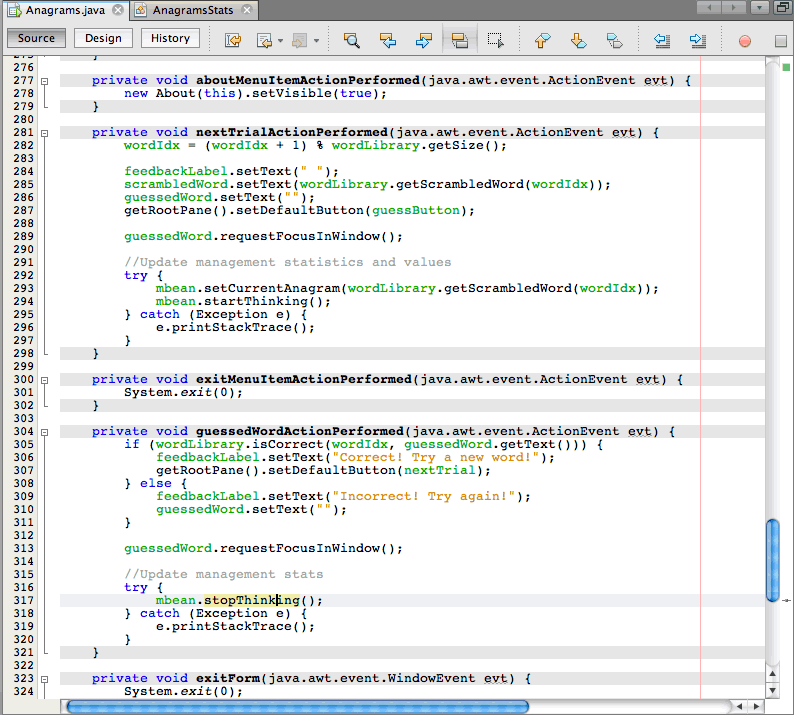 Anagrams.java AnagramsStats
Source Design History
276
277 private void aboutMenuItemActionPerformed(java.awt.event.ActionEvent evt) {
278 new About(this).setVisible(true);
279 }
280
281 private void nextTrialActionPerformed(java.awt.event.ActionEvent evt) {
282 wordIdx = (wordIdx + 1) % wordLibrary.getSize();
283
284 feedbackLabel.setText(" ");
285 scrambledWord.setText(wordLibrary.getScrambledWord(wordIdx));
286 guessedWord.setText("");
287 getRootPane().setDefaultButton(guessButton);
288
289 guessedWord.requestFocusInWindow();
290
291 //Update management statistics and values
292 try {
293 mbean.setCurrentAnagram(wordLibrary.getScrambledWord(wordIdx));
294 mbean.startThinking();
295 } catch (Exception e) {
296 e.printStackTrace();
297 }
298 }
299
300 private void exitMenuItemActionPerformed(java.awt.event.ActionEvent evt) {
301 System.exit(0);
302 }
303
304 private void guessedWordActionPerformed(java.awt.event.ActionEvent evt) {
305 if (wordLibrary.isCorrect(wordIdx, guessedWord.getText())) {
306 feedbackLabel.setText("Correct! Try a new word!");
307 getRootPane().setDefaultButton(nextTrial);
308 } else {
309 feedbackLabel.setText("Incorrect! Try again!");
310 guessedWord.setText("");
311 }
312
313 guessedWord.requestFocusInWindow();
314
315 //Update management stats
316 try {
317 mbean.stopThinking();
318 } catch (Exception e) {
319 e.printStackTrace();
320 }
321 }
322
323 private void exitForm(java.awt.event.WindowEvent evt) {
324 System.exit(0);